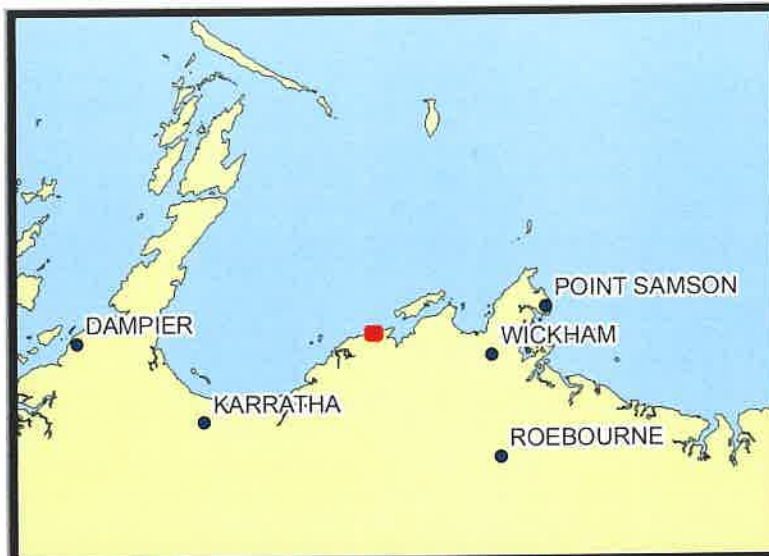 POINT SAMSON
DAMPIER
WICKHAM
KARRATHA
ROEBOURNE